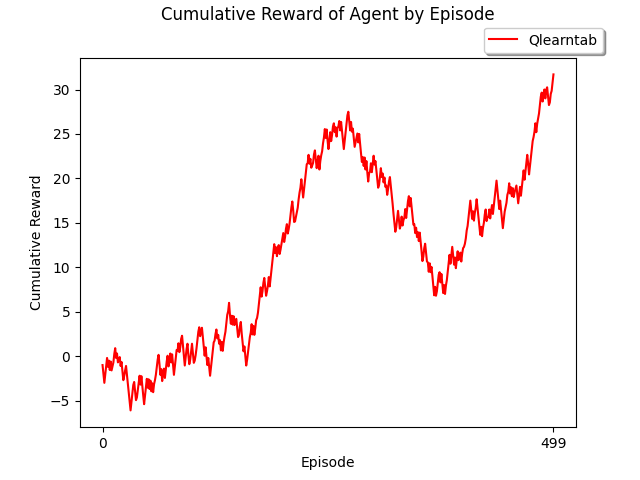 Cumulative Reward of Agent by Episode
Qlearntab
30
25
20
15
10
5
0
−5
Cumulative Reward
0
499
Episode